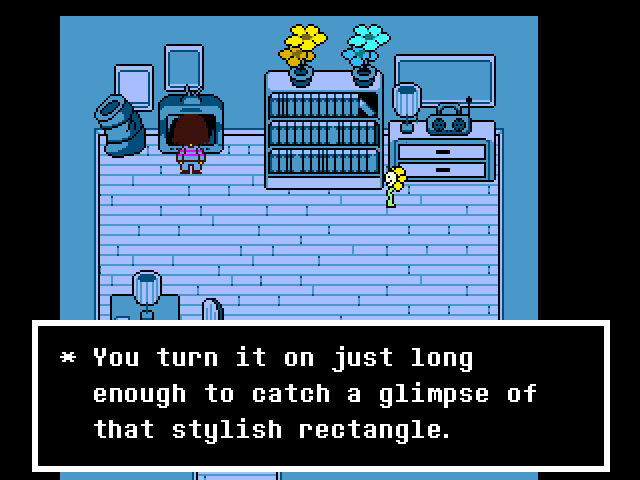 * You turn it on just long
enough to catch a glimpse of
that stylish rectangle.